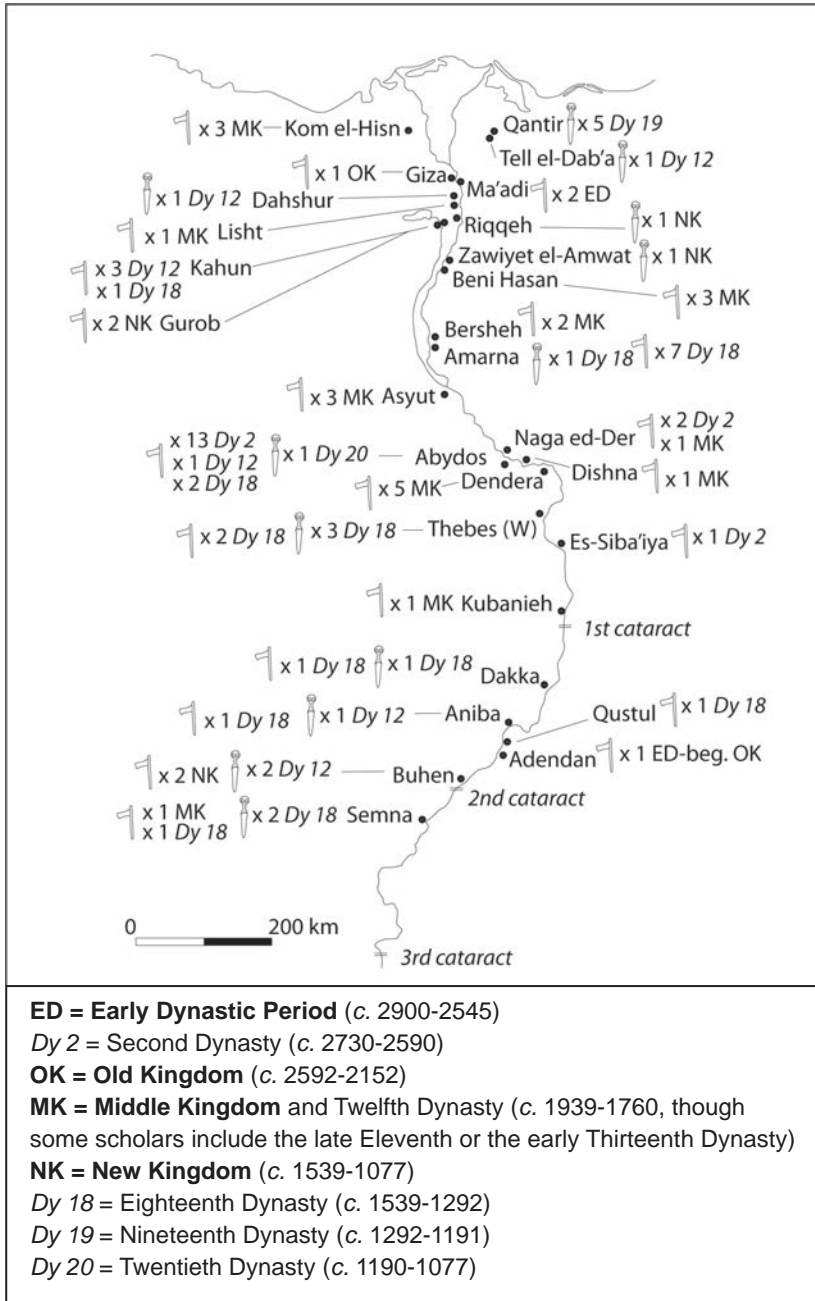 x 3 MK Kom el-Hisn
Qantir x 5 Dy 19
Tell el-Dab'a x 1 Dy 12
x 1 OK Giza
Ma'adi x 2 ED
x 1 Dy 12 Dahshur
x 1 MK Lisht
Riqqeh x 1 NK
x 3 Dy 12 Kahun
x 1 Dy 18
Zawiyet el-Amwat x 1 NK
Beni Hasan x 3 MK
x 2 NK Gurob
Bersheh x 2 MK
Amarna x 1 Dy 18 x 7 Dy 18
x 3 MK Asyut
Naga ed-Der x 2 Dy 2
x 1 MK
x 13 Dy 2
x 1 Dy 12 x 1 Dy 20 Abydos
x 2 Dy 18
Dishna x 1 MK
x 5 MK Dendera
x 2 Dy 18 x 3 Dy 18 Thebes (W)
Es-Siba'iya x 1 Dy 2
x 1 MK Kubanieh
1st cataract
x 1 Dy 18 x 1 Dy 18
Dakka
x 1 Dy 18 x 1 Dy 12 Aniba
Qustul x 1 Dy 18
Adendan x 1 ED-beg. OK
x 2 NK x 2 Dy 12 Buhen
2nd cataract
x 1 MK
x 1 Dy 18 x 2 Dy 18 Semna
0 200 km
3rd cataract
ED = Early Dynastic Period (c. 2900-2545)
Dy 2 = Second Dynasty (c. 2730-2590)
OK = Old Kingdom (c. 2592-2152)
MK = Middle Kingdom and Twelfth Dynasty (c. 1939-1760, though
some scholars include the late Eleventh or the early Thirteenth Dynasty)
NK = New Kingdom (c. 1539-1077)
Dy 18 = Eighteenth Dynasty (c. 1539-1292)
Dy 19 = Nineteenth Dynasty (c. 1292-1191)
Dy 20 = Twentieth Dynasty (c. 1190-1077)